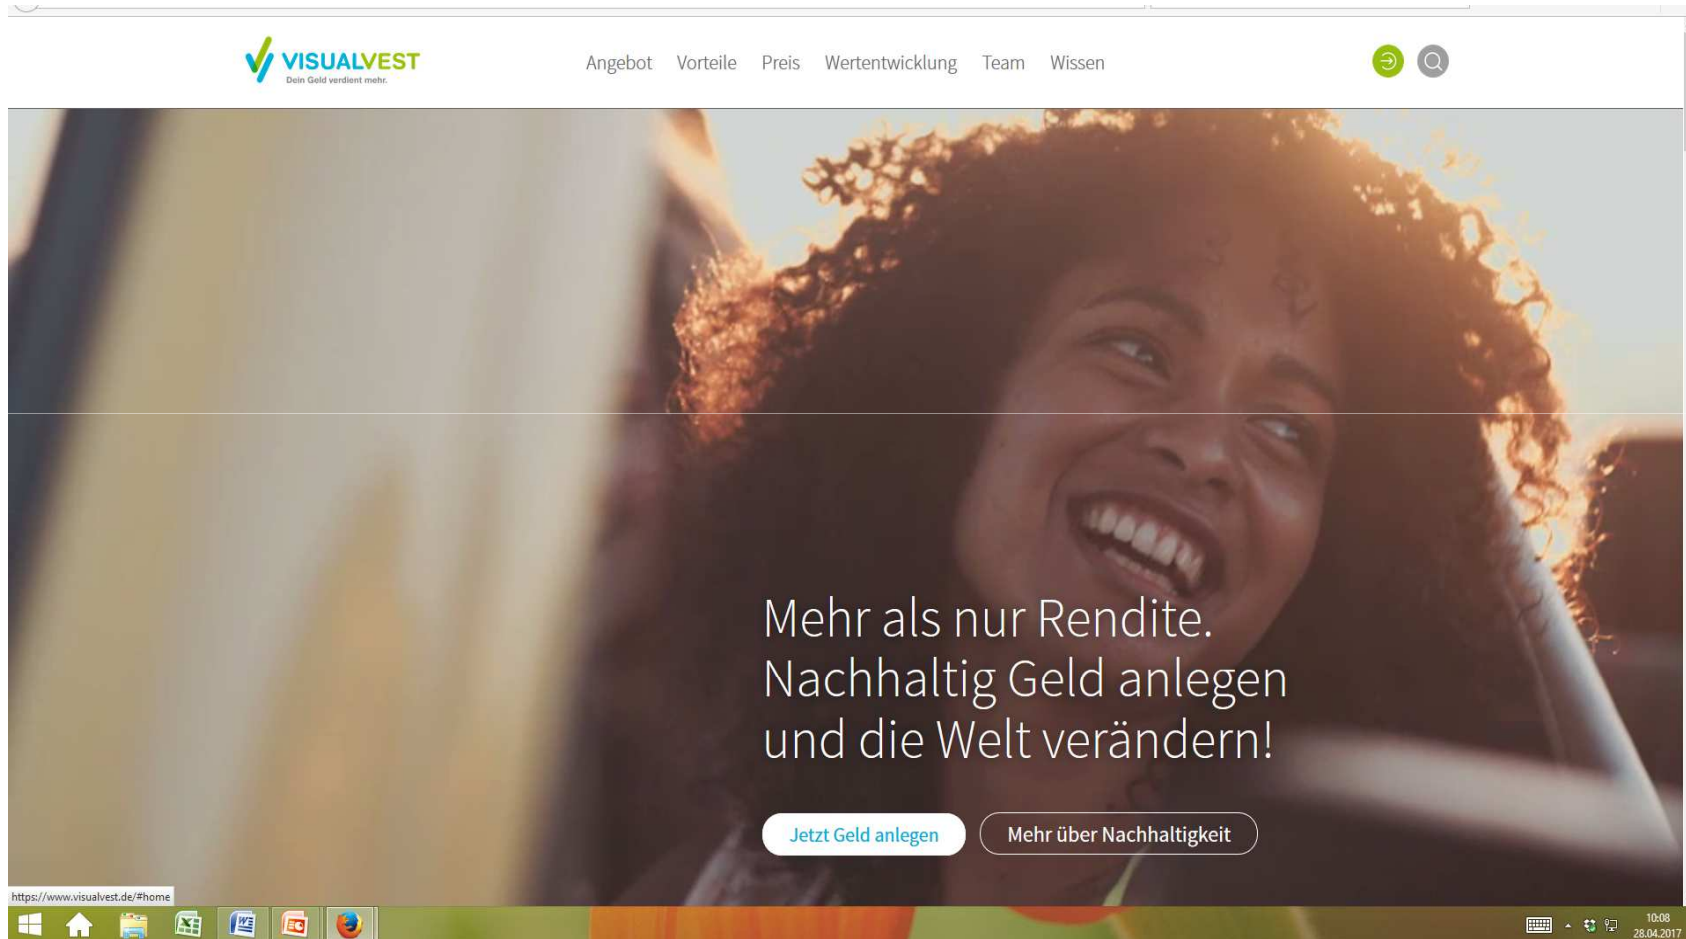 VISUALVEST
Dein Geld verdient mehr.
Angebot Vorteile Preis Wertentwicklung Team Wissen
Mehr als nur Rendite.
Nachhaltig Geld anlegen
und die Welt verändern!
Jetzt Geld anlegen Mehr über Nachhaltigkeit
https://www.visualvest.de/#home
10:08
28.04.2017